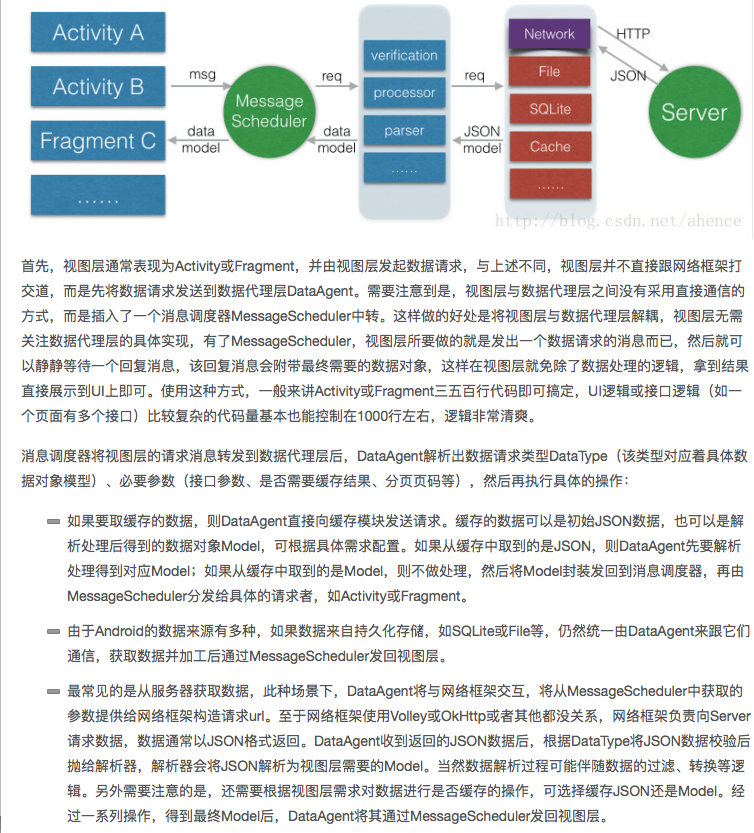 Activity A
Activity B
Fragment C
……
msg
data
model
Message
Scheduler
req
data
model
verification
processor
parser
……
req
JSON
model
Network
File
SQLite
Cache
……
HTTP
JSON
Server
http://blog.csdn.net/ahence
首先，视图层通常表现为Activity或Fragment，并由视图层发起数据请求，与上述不同，视图层并不直接跟网络框架打
交道，而是先将数据请求发送到数据代理层DataAgent。需要注意到是，视图层与数据代理层之间没有采用直接通信的
方式，而是插入了一个消息调度器MessageScheduler中转。这样做的好处是将视图层与数据代理层解耦，视图层无需
关注数据代理层的具体实现，有了MessageScheduler，视图层所要做的就是发出一个数据请求的消息而已，然后就可
以静静等待一个回复消息，该回复消息会附带最终需要的数据对象，这样在视图层就免除了数据处理的逻辑，拿到结果
直接展示到UI上即可。使用这种方式，一般来讲Activity或Fragment三五百行代码即可搞定，UI逻辑或接口逻辑（如一
个页面有多个接口）比较复杂的代码量基本也能控制在1000行左右，逻辑非常清爽。
消息调度器将视图层的请求消息转发到数据代理层后，DataAgent解析出数据请求类型DataType（该类型对应着具体数
据对象模型）、必要参数（接口参数、是否需要缓存结果、分页页码等），然后再执行具体的操作：
如果要取缓存的数据，则DataAgent直接向缓存模块发送请求。缓存的数据可以是初始JSON数据，也可以是解
析处理后得到的数据对象Model，可根据具体需求配置。如果从缓存中取到的是JSON，则DataAgent先要解析
处理得到对应Model；如果从缓存中取到的是Model，则不做处理，然后将Model封装发回到消息调度器，再由
MessageScheduler分发给具体的请求者，如Activity或Fragment。
由于Android的数据来源有多种，如果数据来自持久化存储，如SQLite或File等，仍然统一由DataAgent来跟它们
通信，获取数据并加工后通过MessageScheduler发回视图层。
最常见的是从服务器获取数据，此种场景下，DataAgent将与网络框架交互，将从MessageScheduler中获取的
参数提供给网络框架构造请求url。至于网络框架使用Volley或OkHttp或者其他都没关系，网络框架负责向Server
请求数据，数据通常以JSON格式返回。DataAgent收到返回的JSON数据后，根据DataType将JSON数据校验后
抛给解析器，解析器会将JSON解析为视图层需要的Model。当然数据解析过程可能伴随数据的过滤、转换等逻
辑。另外需要注意的是，还需要根据视图层需求对数据进行是否缓存的操作，可选择缓存JSON还是Model。经
过一系列操作，得到最终Model后，DataAgent将其通过MessageScheduler发回视图层。